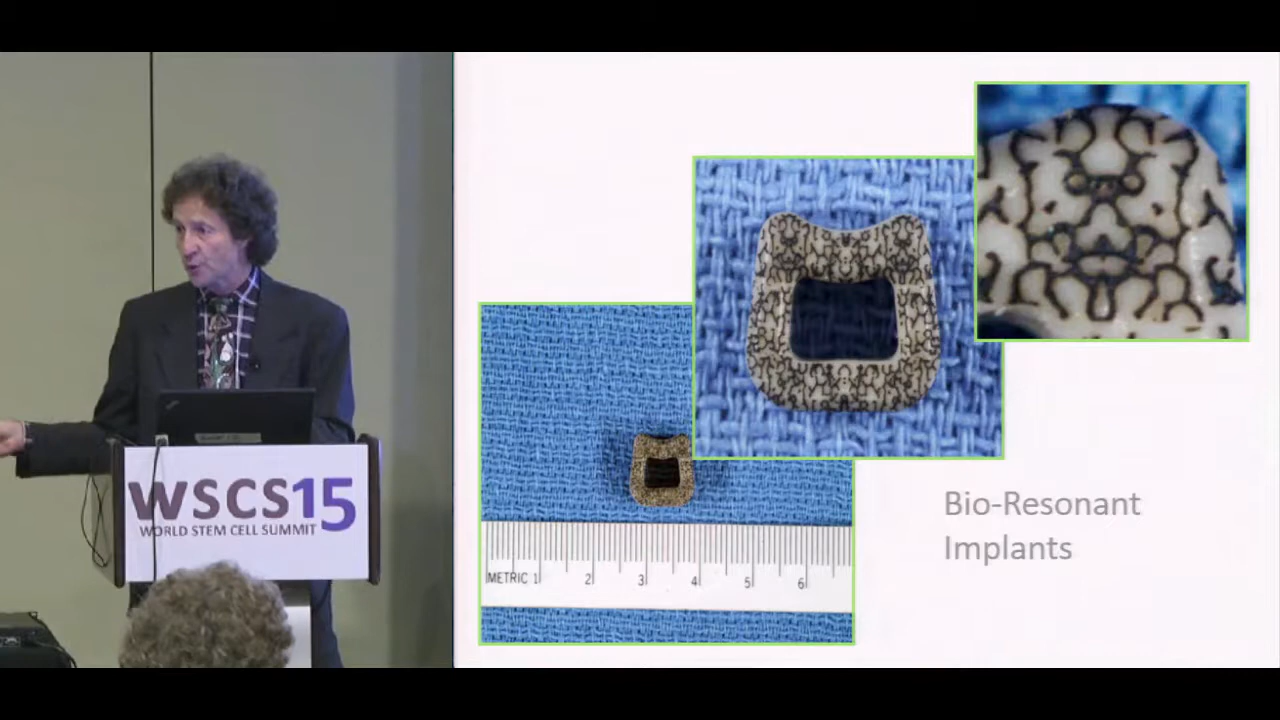 WSCS15
WORLD STEM CELL SUMMIT
METRIC 1 2 3 4 5 6
Bio-Resonant
Implants